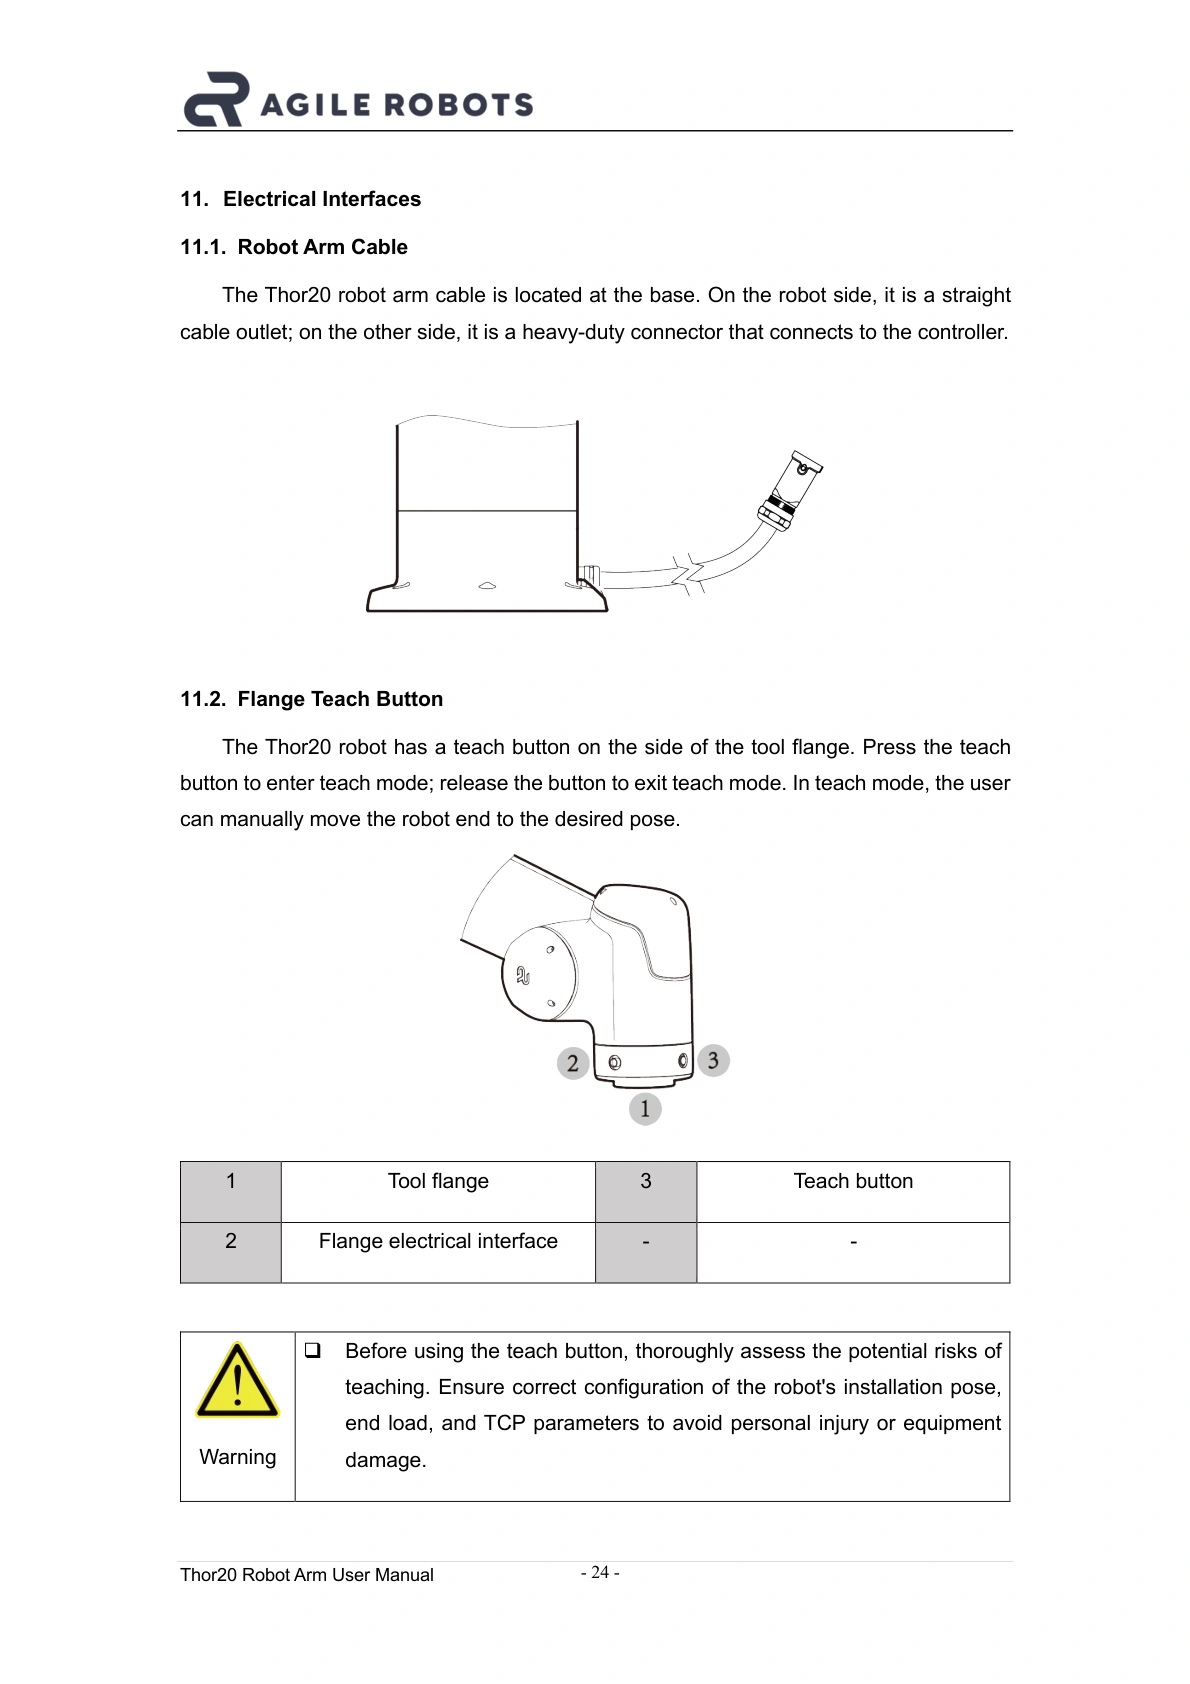 AGILE ROBOTS
11. Electrical Interfaces
11.1. Robot Arm Cable
The Thor20 robot arm cable is located at the base. On the robot side, it is a straight
cable outlet; on the other side, it is a heavy-duty connector that connects to the controller.
11.2. Flange Teach Button
The Thor20 robot has a teach button on the side of the tool flange. Press the teach
button to enter teach mode; release the button to exit teach mode. In teach mode, the user
can manually move the robot end to the desired pose.
2 3
1
1 Tool flange 3 Teach button
2 Flange electrical interface - -
❑ Before using the teach button, thoroughly assess the potential risks of
teaching. Ensure correct configuration of the robot's installation pose,
end load, and TCP parameters to avoid personal injury or equipment
Warning
damage.
Thor20 Robot Arm User Manual - 24 -